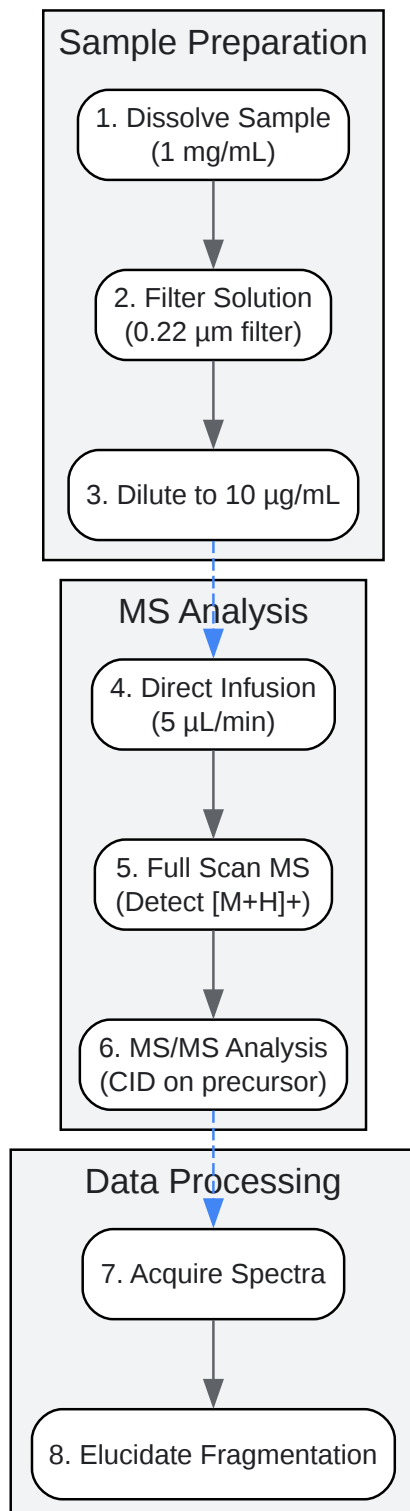 Sample Preparation
1. Dissolve Sample
(1 mg/mL)
2. Filter Solution
(0.22 µm filter)
3. Dilute to 10 µg/mL
MS Analysis
4. Direct Infusion
(5 µL/min)
5. Full Scan MS
(Detect [M+H]+)
6. MS/MS Analysis
(CID on precursor)
Data Processing
7. Acquire Spectra
8. Elucidate Fragmentation